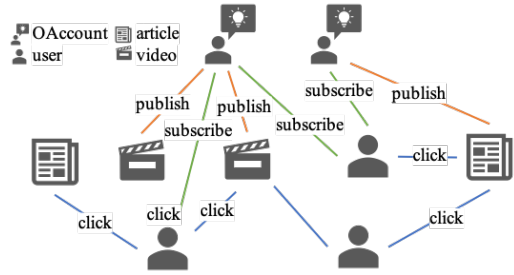 OAccount article
user video
publish publish subscribe publish
subscribe subscribe
click
click click click click